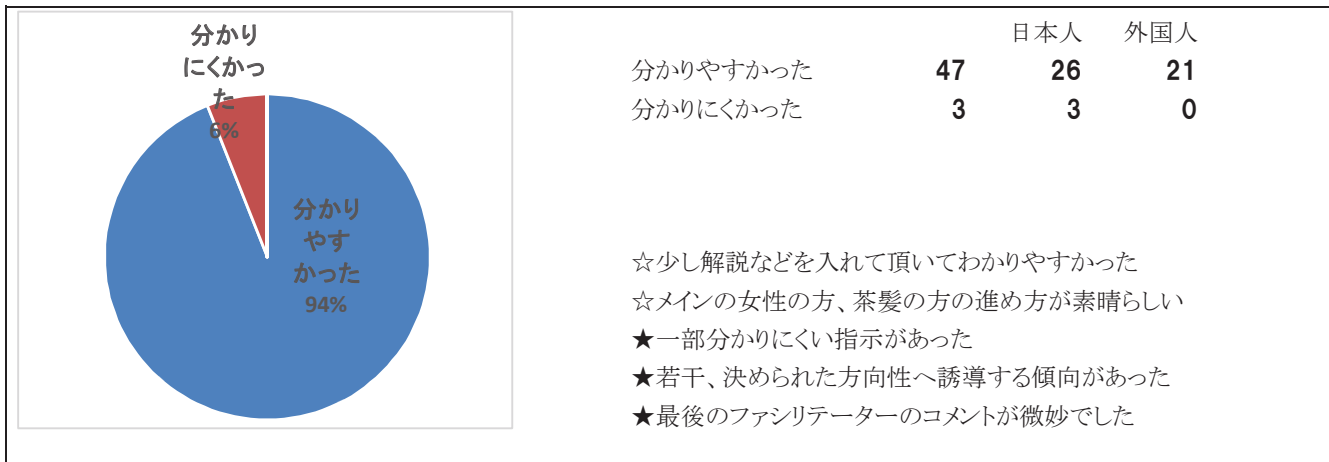 分かり
にくかっ
た
6%
分かり
やす
かった
94%
日本人 外国人
分かりやすかった 47 26 21
分かりにくかった 3 3 0
☆少し解説などを入れて頂いてわかりやすかった
☆メインの女性の方、茶髪の方の進め方が素晴らしい
★一部分かりにくい指示があった
★若干、決められた方向性へ誘導する傾向があった
★最後のファシリテーターのコメントが微妙でした